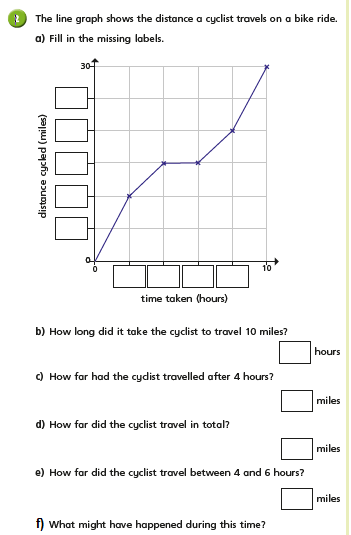 The line graph shows the distance a cyclist travels on a bike ride.
a) Fill in the missing labels.
30
distance cycled (miles)
0
0
10
time taken (hours)
b) How long did it take the cyclist to travel 10 miles?
hours
c) How far had the cyclist travelled after 4 hours?
miles
d) How far did the cyclist travel in total?
miles
e) How far did the cyclist travel between 4 and 6 hours?
miles
f) What might have happened during this time?